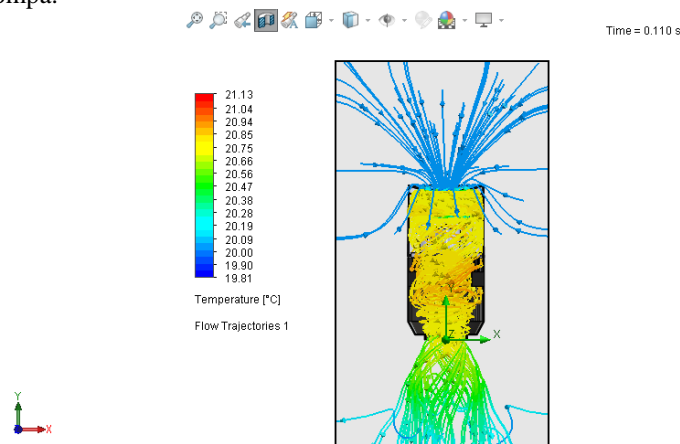 Time = 0.110 s
21.13
21.04
20.94
20.85
20.75
20.66
20.56
20.47
20.38
20.28
20.19
20.09
20.00
19.90
19.81
Temperature [°C]
Flow Trajectories 1
Z
X
Y
X